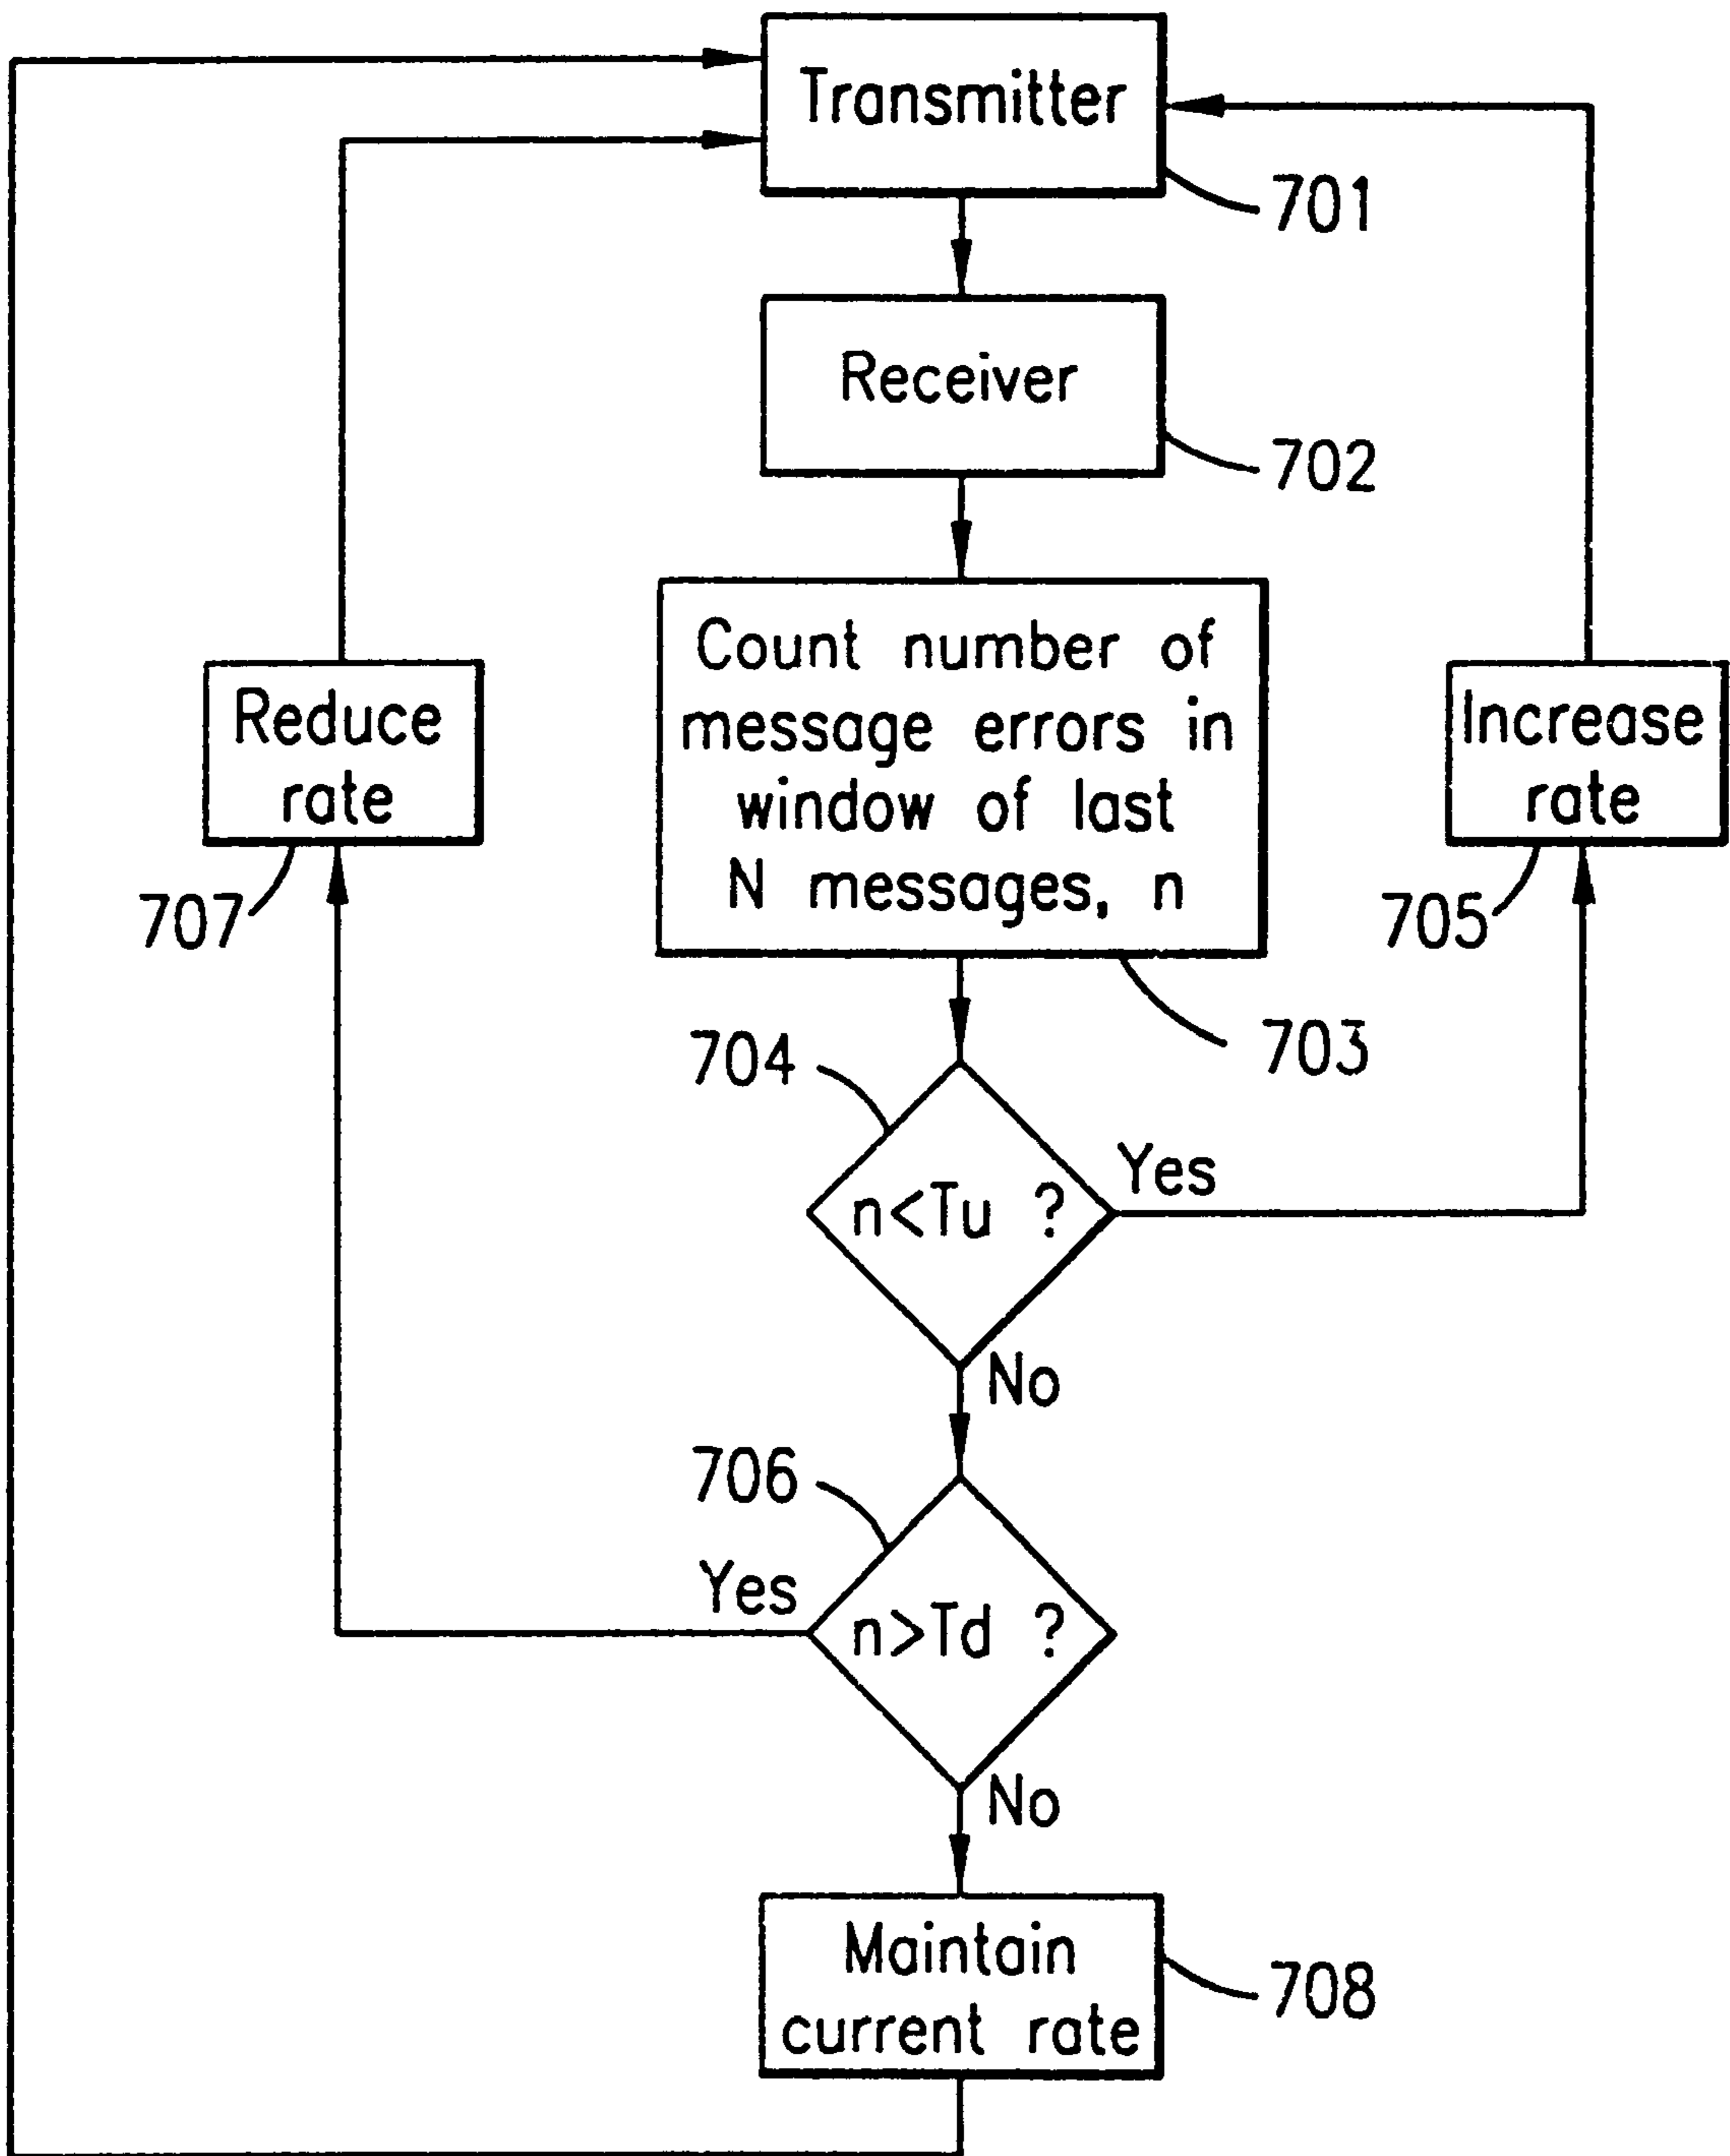 Transmitter
701
Receiver
702
Count number of
message errors in
window of last
N messages, n
703
Reduce
rate
707
Increase
rate
705
704
n<Tu ?
Yes
No
706
n>Td ?
Yes
No
Maintain
current rate
708